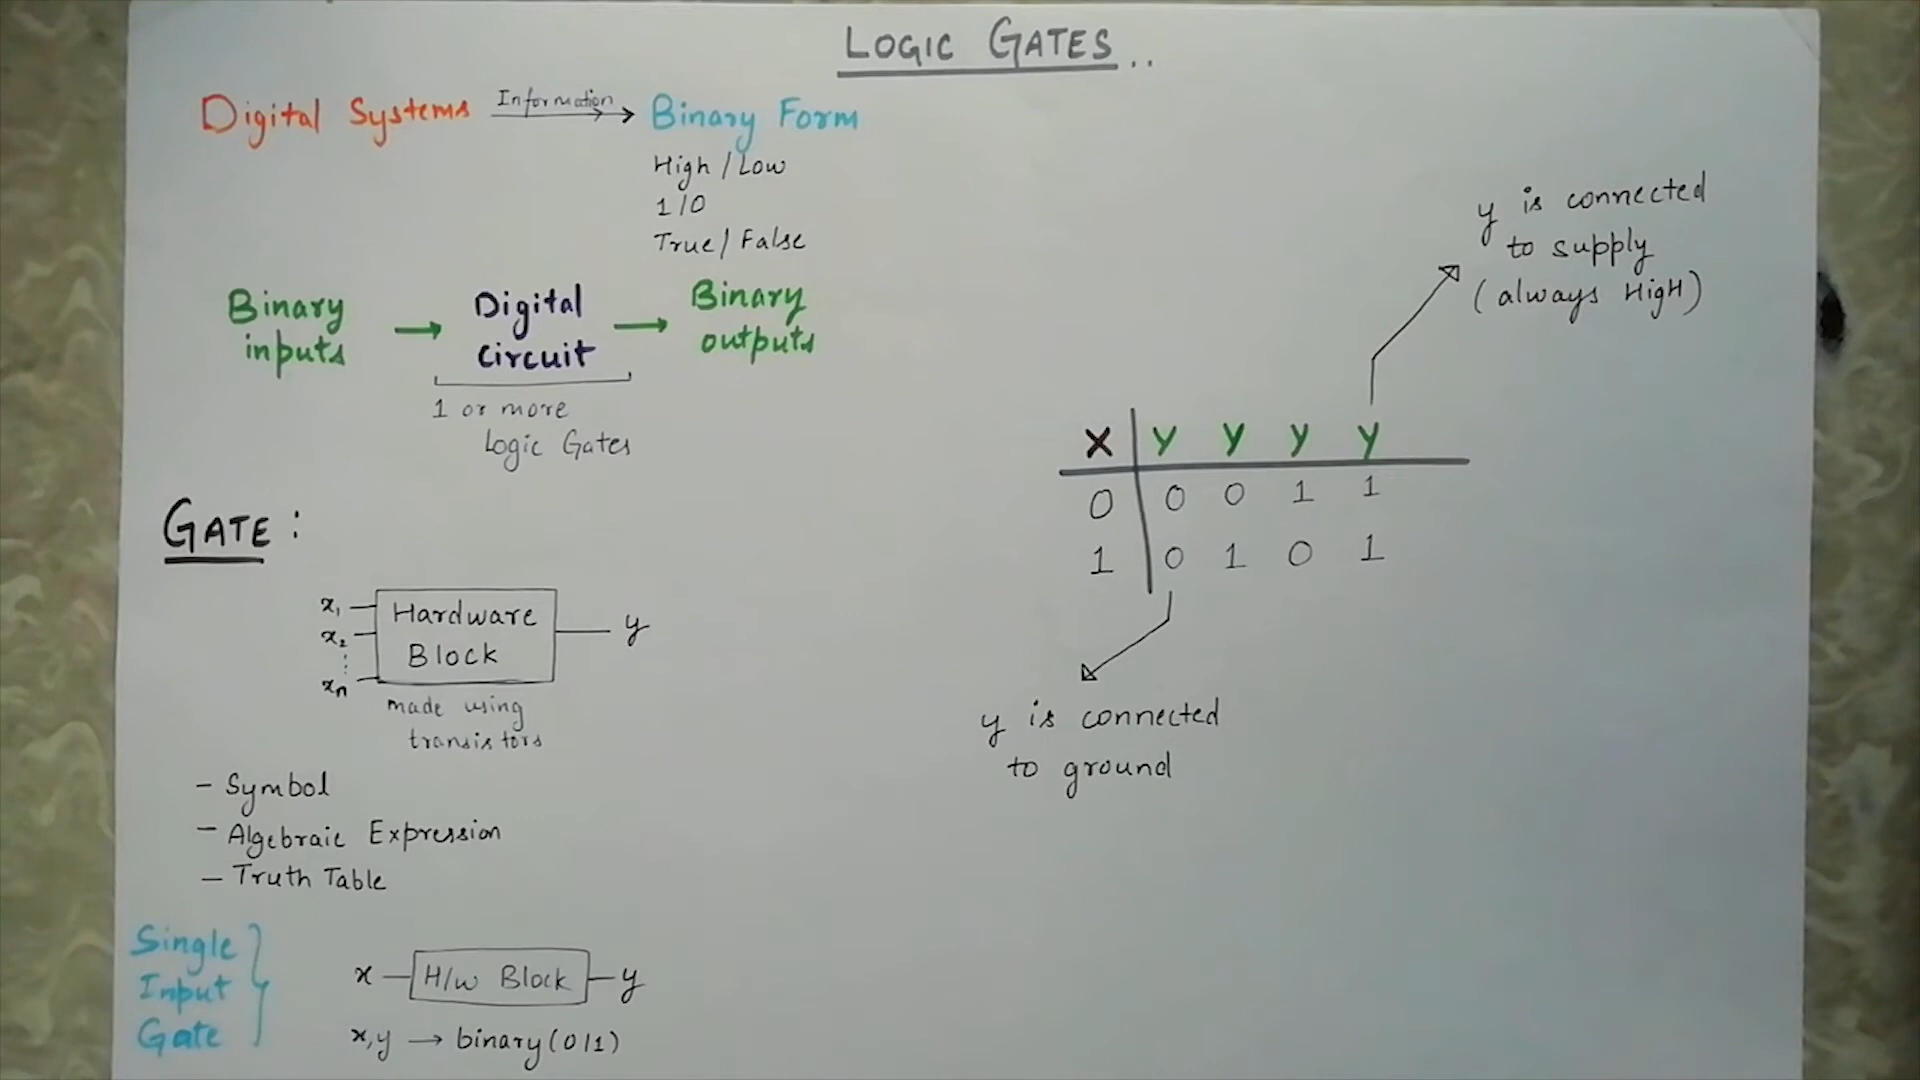 LOGIC GATES..
Digital Systems Information Binary Form
High / Low
1/0
True / False
Binary inputs
Digital circuit
Binary outputs
1 or more
Logic Gates
GATE :
x1
x2
xn
Hardware
Block
y
made using
transistors
- Symbol
- Algebraic Expression
- Truth Table
Single
Input
Gate
x H/w Block y
x,y → binary (0/1)
y is connected
to supply
(always HigH)
X y y y y
0 0 0 1 1
1 0 1 0 1
y is connected
to ground